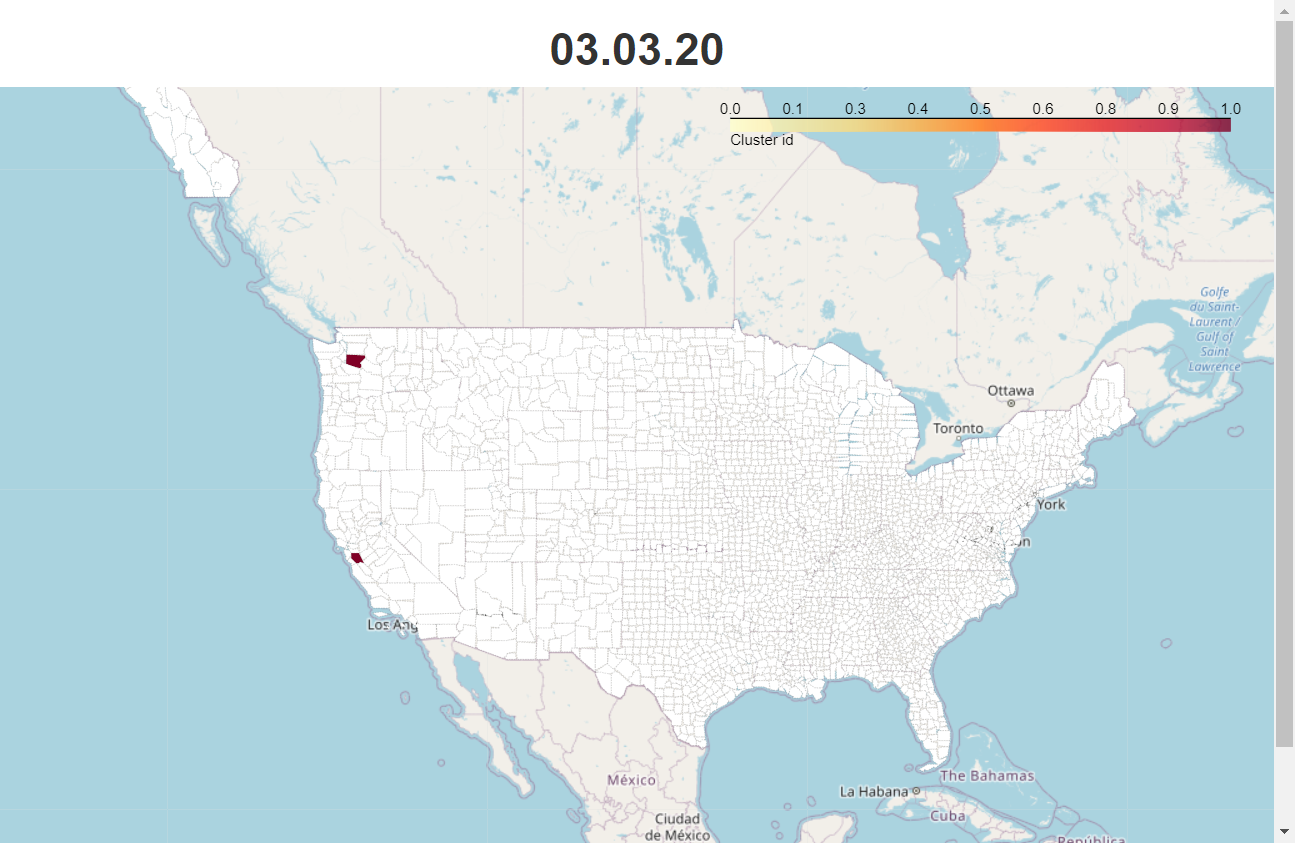 03.03.20
0.0 0.1 0.3 0.4 0.5 0.6 0.8 0.9 1.0
Cluster id
Golfe
du Saint-
Laurent /
Gulf of
Saint
Lawrence
Ottawa
Toronto
York
on
Los Ang
México
The Bahamas
La Habana
Cuba
Ciudad
de México
República